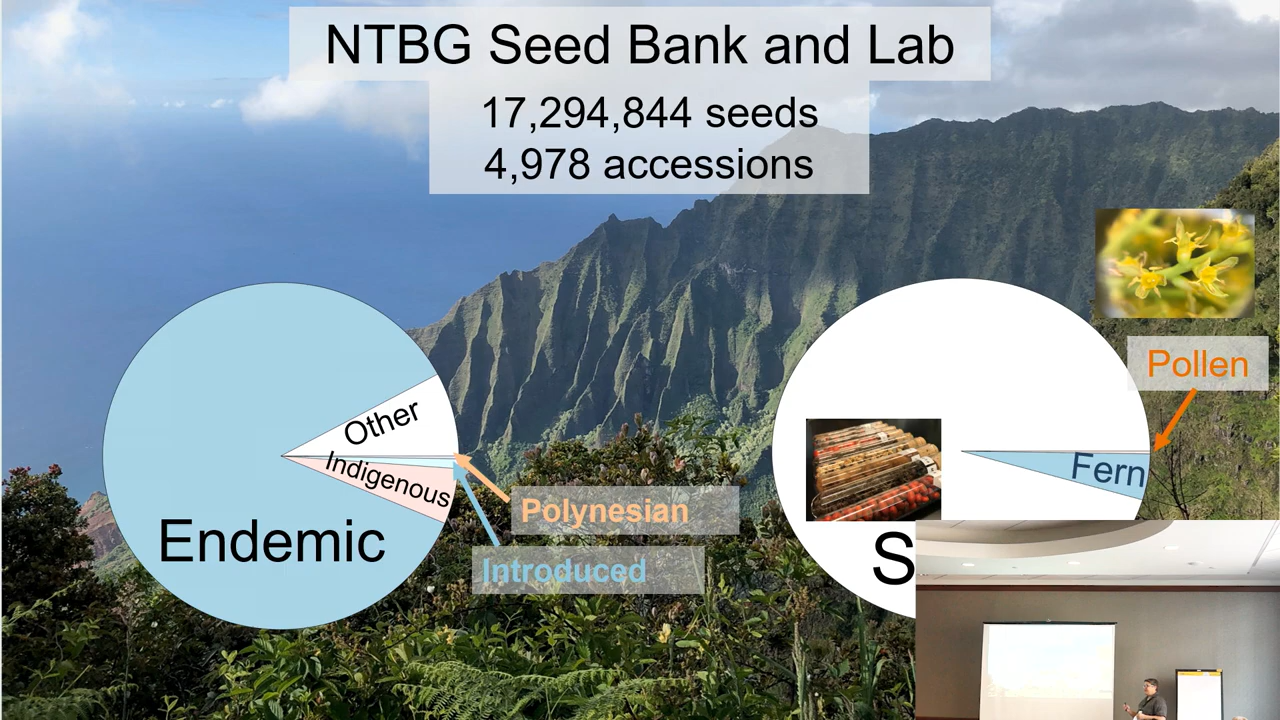 NTBG Seed Bank and Lab
17,294,844 seeds
4,978 accessions
Other
Indigenous
Endemic
Polynesian
Introduced
Pollen
Fern